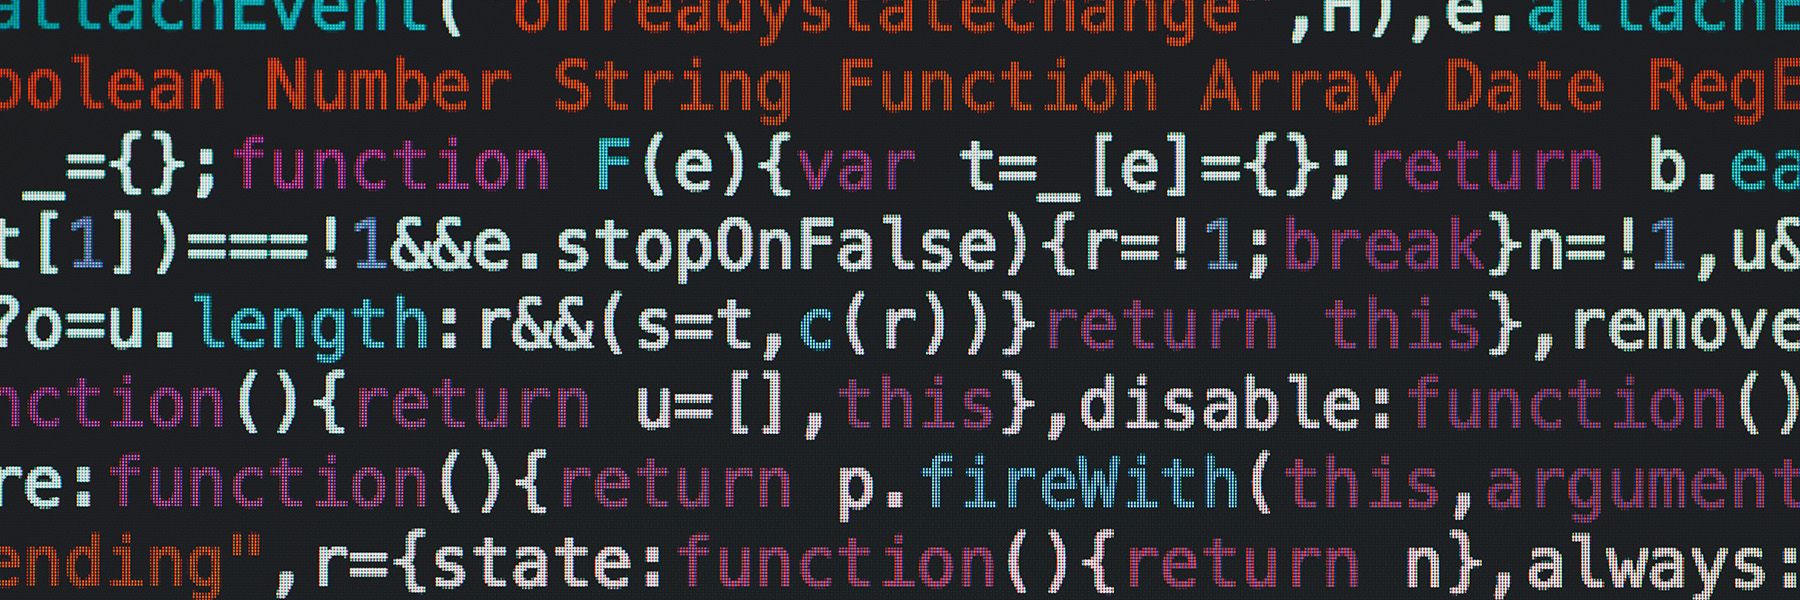 attachEvent("onreadystatechange",H),e.attachE
oolean Number String Function Array Date RegE
_={};function F(e){var t=_[e]={};return b.ea
t[1])===!1&&e.stopOnFalse){r=!1;break}n=!1,u&
?o=u.length:r&&(s=t,c(r))}return this},remove
nction(){return u=[],this},disable:function()
re:function(){return p.fireWith(this,argument
ending",r={state:function(){return n},always: